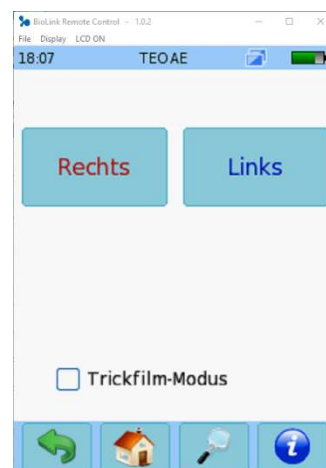 BioLink Remote Control - 1.0.2
File Display LCD ON
18:07 TEOAE
Rechts Links
Trickfilm-Modus